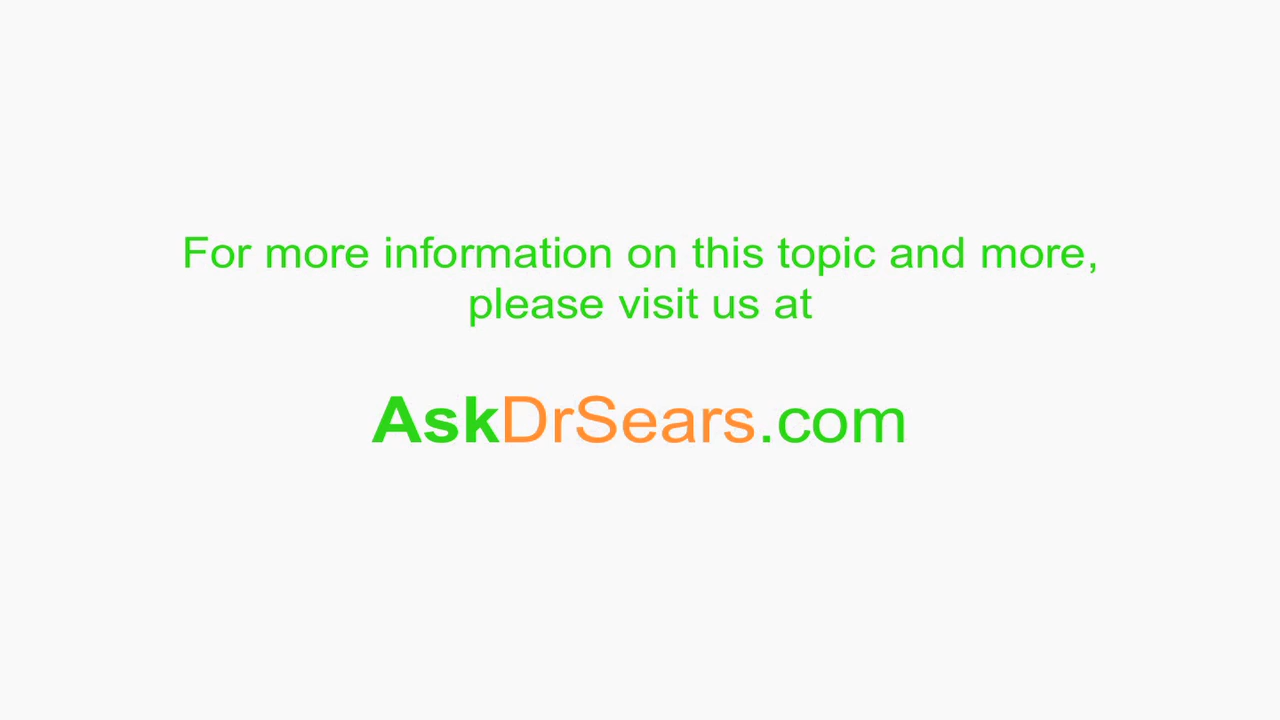 For more information on this topic and more,
please visit us at
AskDrSears.com